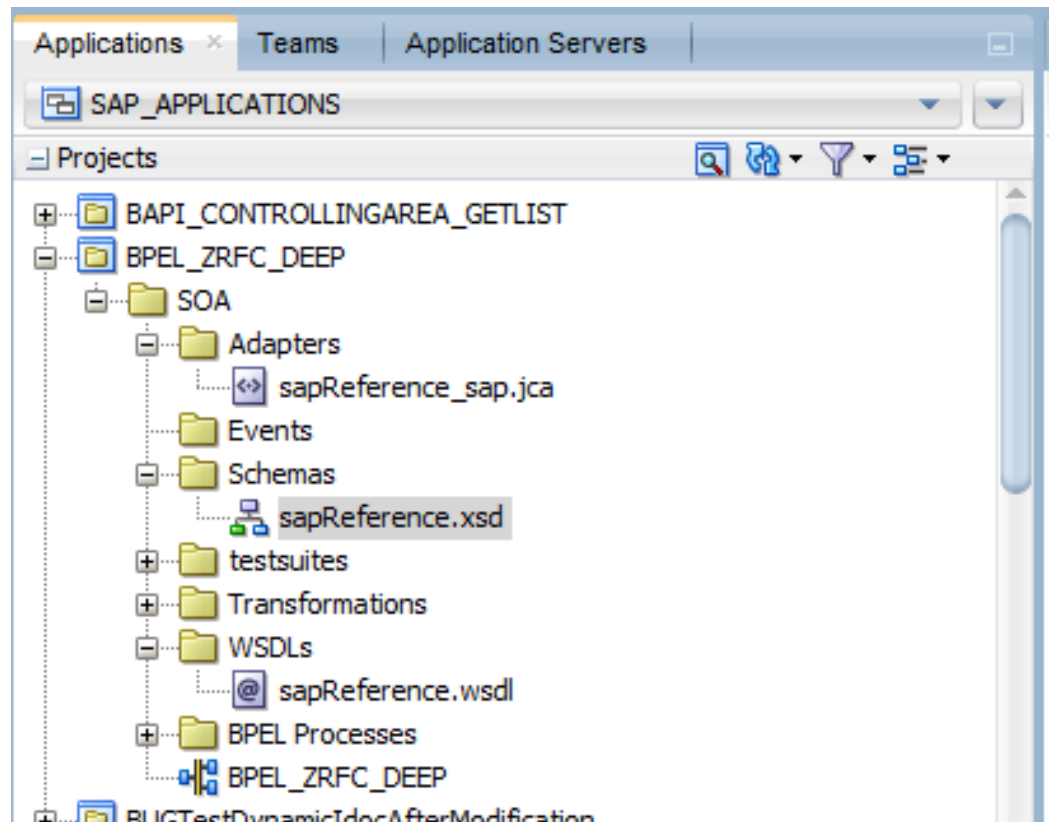 Applications Teams Application Servers
SAP_APPLICATIONS
Projects
BAPI_CONTROLLINGAREA_GETLIST
BPEL_ZRFC_DEEP
SOA
Adapters
sapReference_sap.jca
Events
Schemas
sapReference.xsd
testsuites
Transformations
WSDLs
sapReference.wsdl
BPEL Processes
BPEL_ZRFC_DEEP
BUGTestDynamicIdocAfterModification